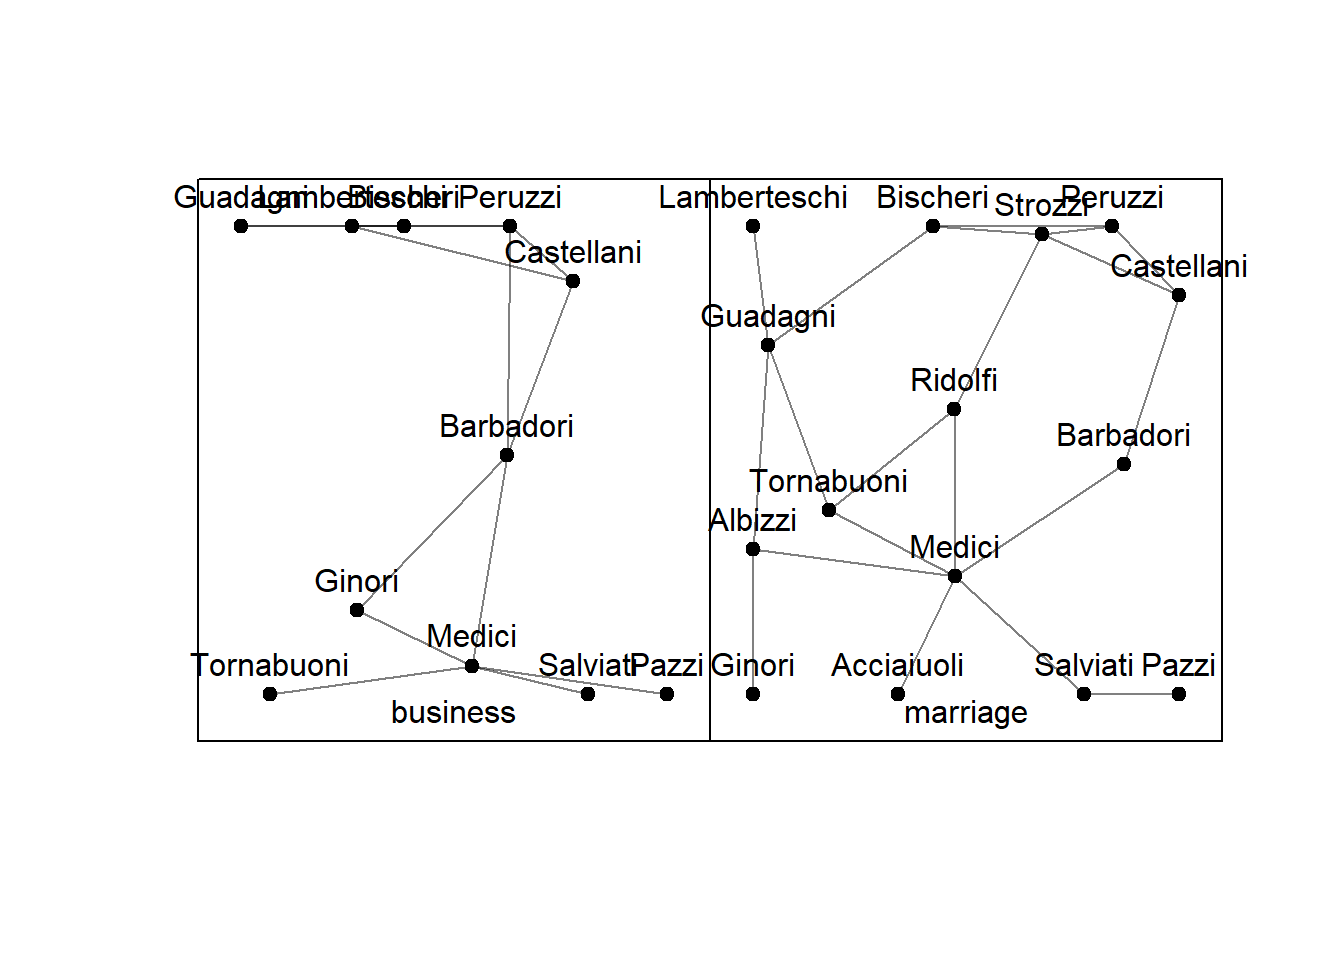 Guadagni Lamberteschi Bischeri Peruzzi
Castellani
Barbadori
Ginori
Medici
Tornabuoni Salviati Pazzi
business
Lamberteschi Bischeri Strozzi Peruzzi
Castellani
Guadagni
Ridolfi
Barbadori
Tornabuoni
Albizzi
Medici
Ginori Acciaiuoli Salviati Pazzi
marriage